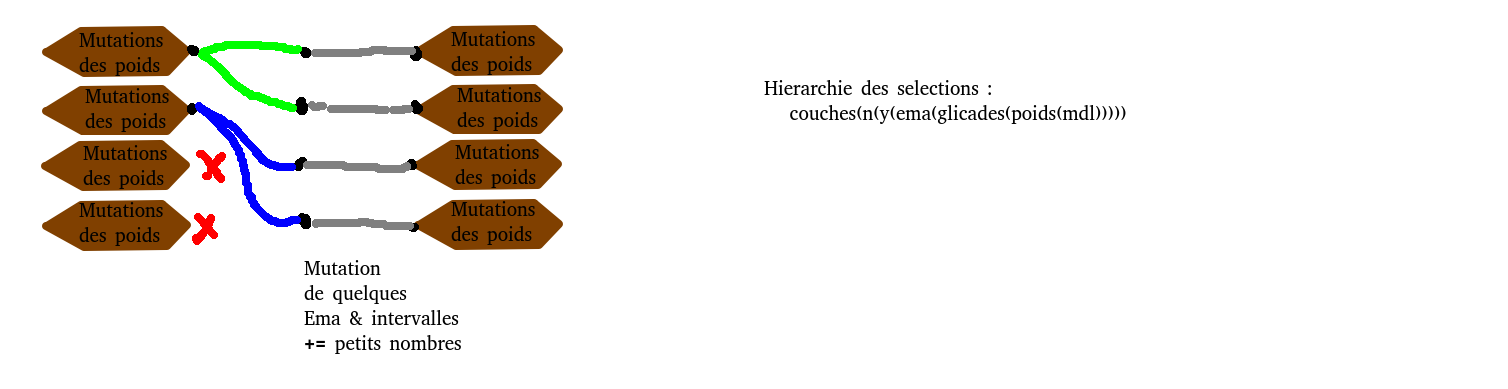 Mutations
des poids
Mutations
des poids
Mutations
des poids
Mutations
des poids
Mutations
des poids
Mutations
des poids
Mutations
des poids
Mutations
des poids
Mutation
de quelques
Ema & intervalles
+= petits nombres
Hierarchie des selections :
couches(n(y(ema(glicades(poids(mdl)))))